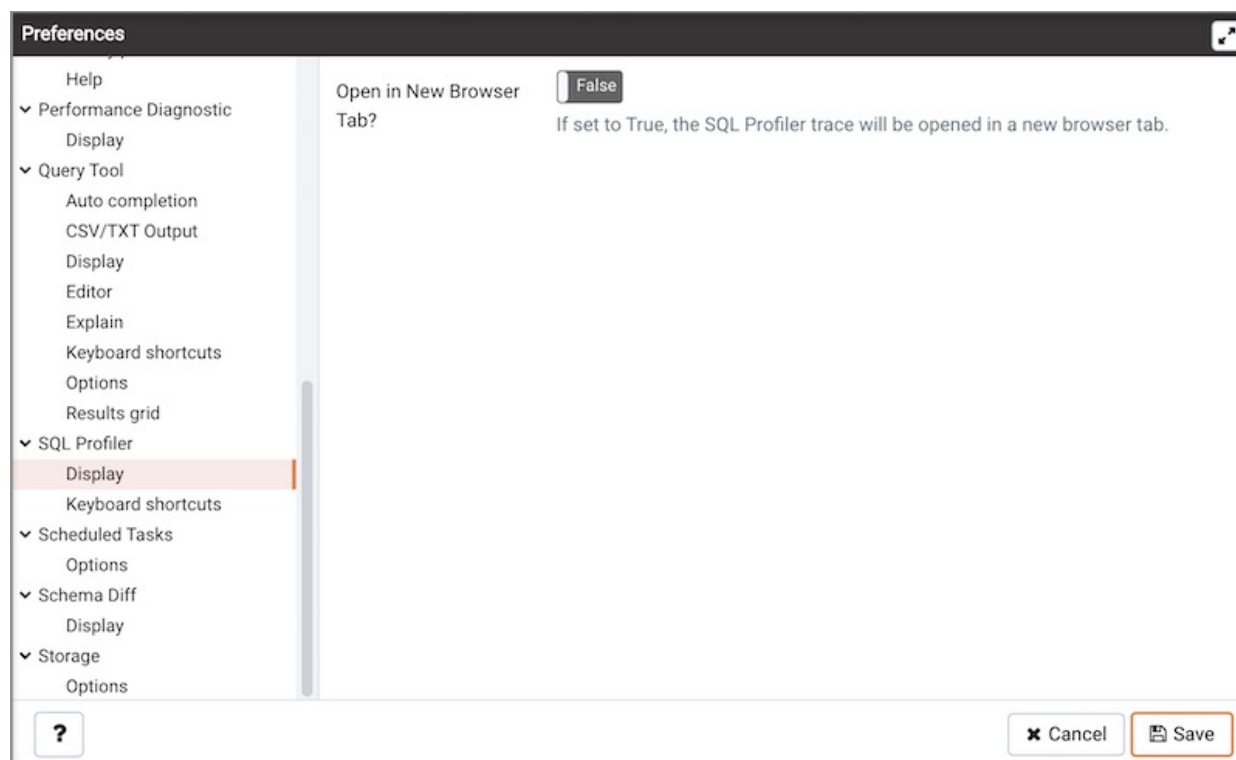 Preferences
Help
Performance Diagnostic
Display
Query Tool
Auto completion
CSV/TXT Output
Display
Editor
Explain
Keyboard shortcuts
Options
Results grid
SQL Profiler
Display
Keyboard shortcuts
Scheduled Tasks
Options
Schema Diff
Display
Storage
Options
Open in New Browser
Tab?
False
If set to True, the SQL Profiler trace will be opened in a new browser tab.
?
Cancel
Save